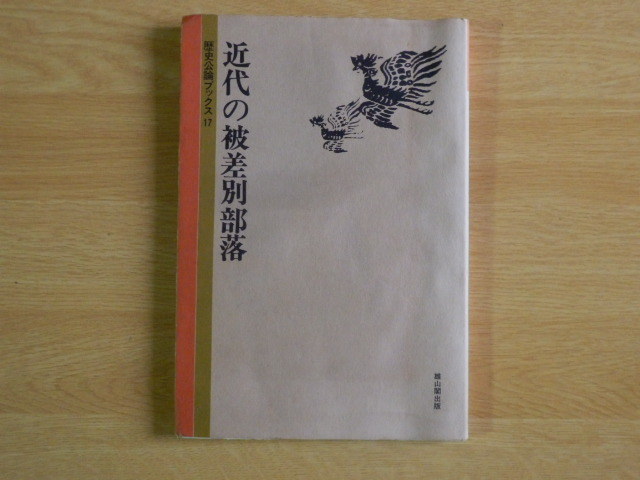 近代の被差別部落
歴史公論ブックス 17
雄山閣出版